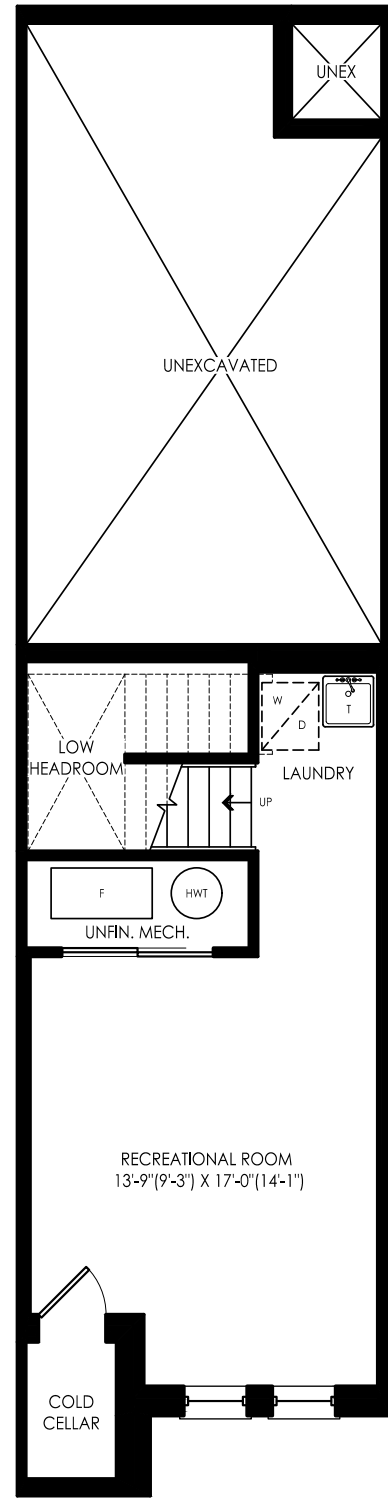 UNEX
UNEXCAVATED
W
D
T
LOW
HEADROOM
LAUNDRY
UP
F
HWT
UNFIN. MECH.
RECREATIONAL ROOM
13'-9"(9'-3") X 17'-0"(14'-1")
COLD
CELLAR